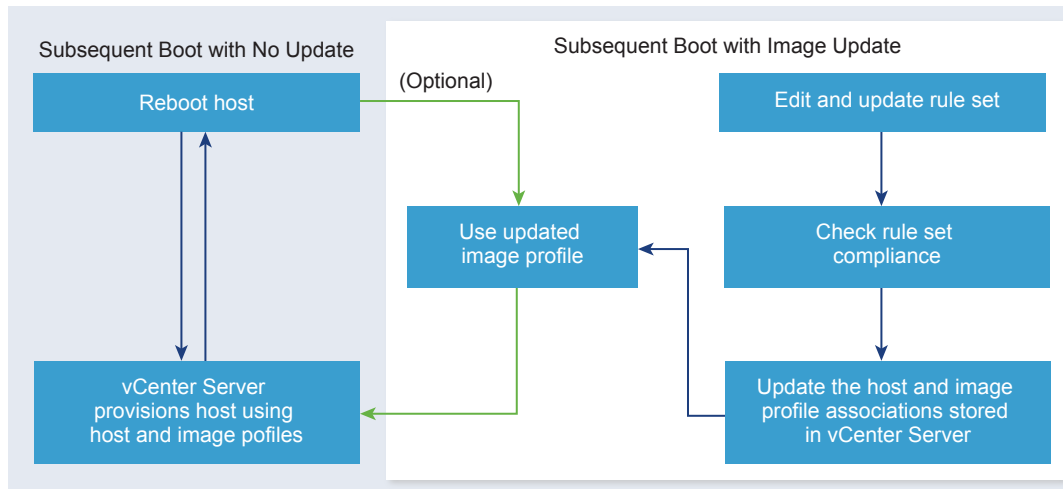 Subsequent Boot with No Update
Reboot host
vCenter Server
provisions host using
host and image pofiles
Subsequent Boot with Image Update
(Optional)
Use updated
image profile
Edit and update rule set
Check rule set
compliance
Update the host and image
profile associations stored
in vCenter Server